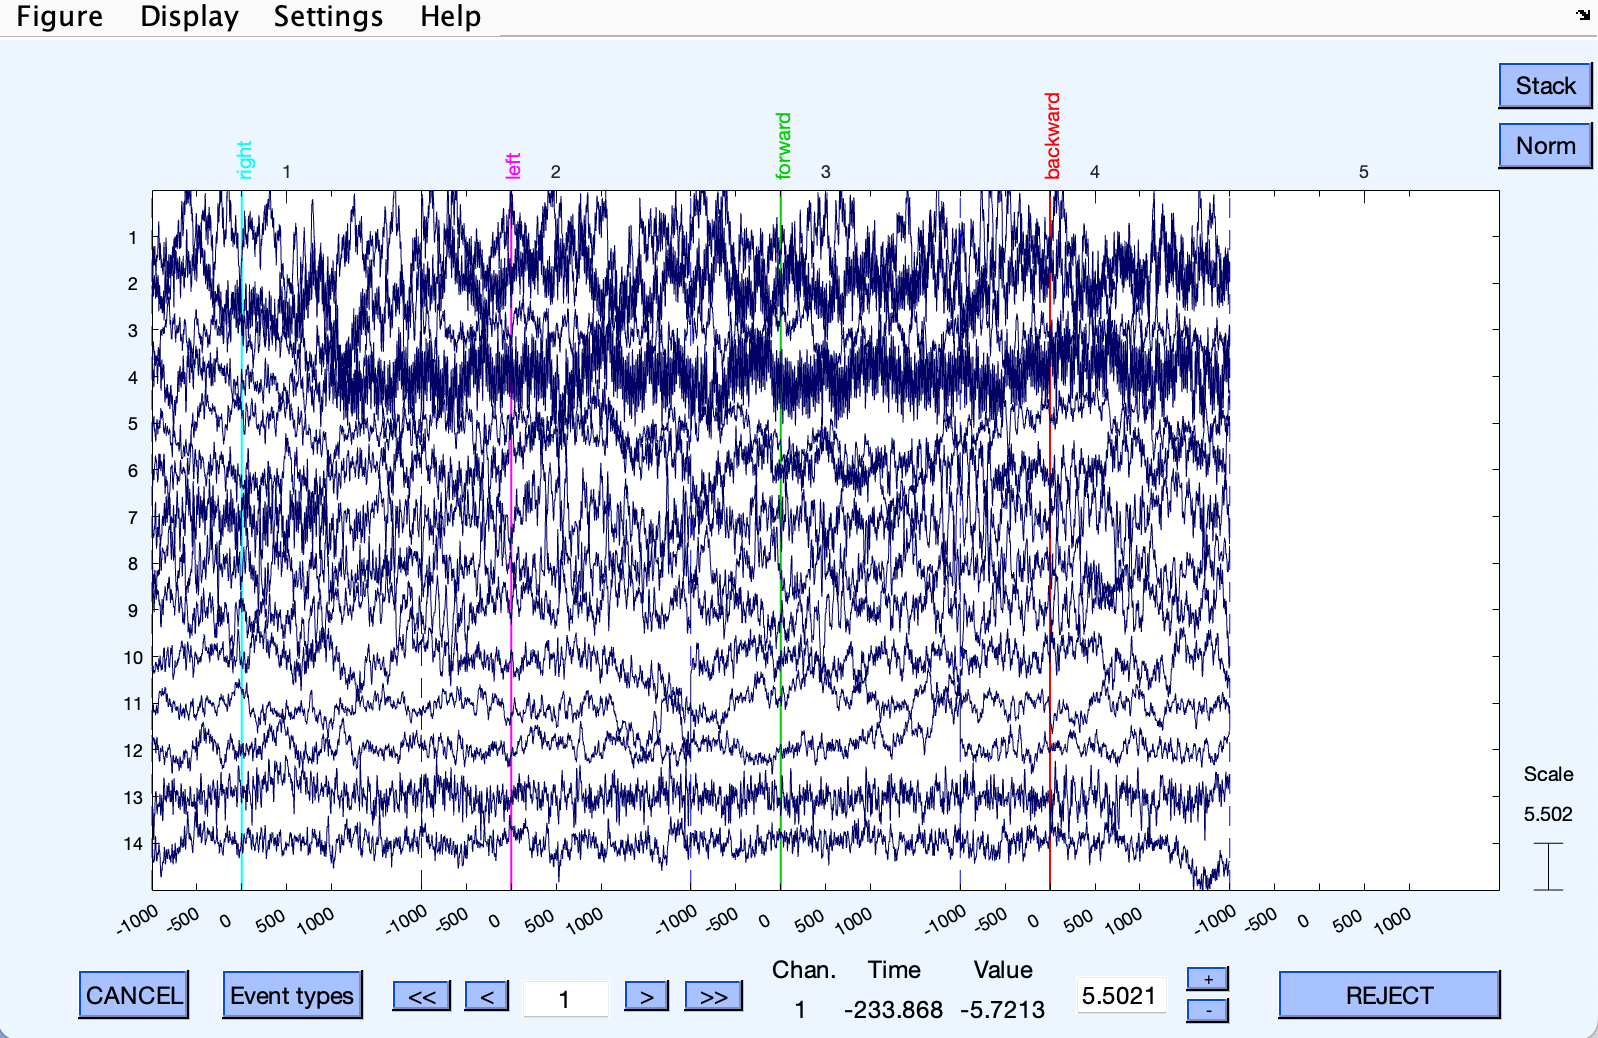 Figure Display Settings Help
Stack
Norm
right 1 left 2 forward 3 backward 4 5
1
2
3
4
5
6
7
8
9
10
11
12
13
14
Scale
5.502
-1000 -500 0 500 1000 -1000 -500 0 500 1000 -1000 -500 0 500 1000 -1000 -500 0 500 1000 -1000 -500 0 500 1000
Chan. Time Value
CANCEL Event types << < 1 > >> 1 -233.868 -5.7213 5.5021 + - REJECT